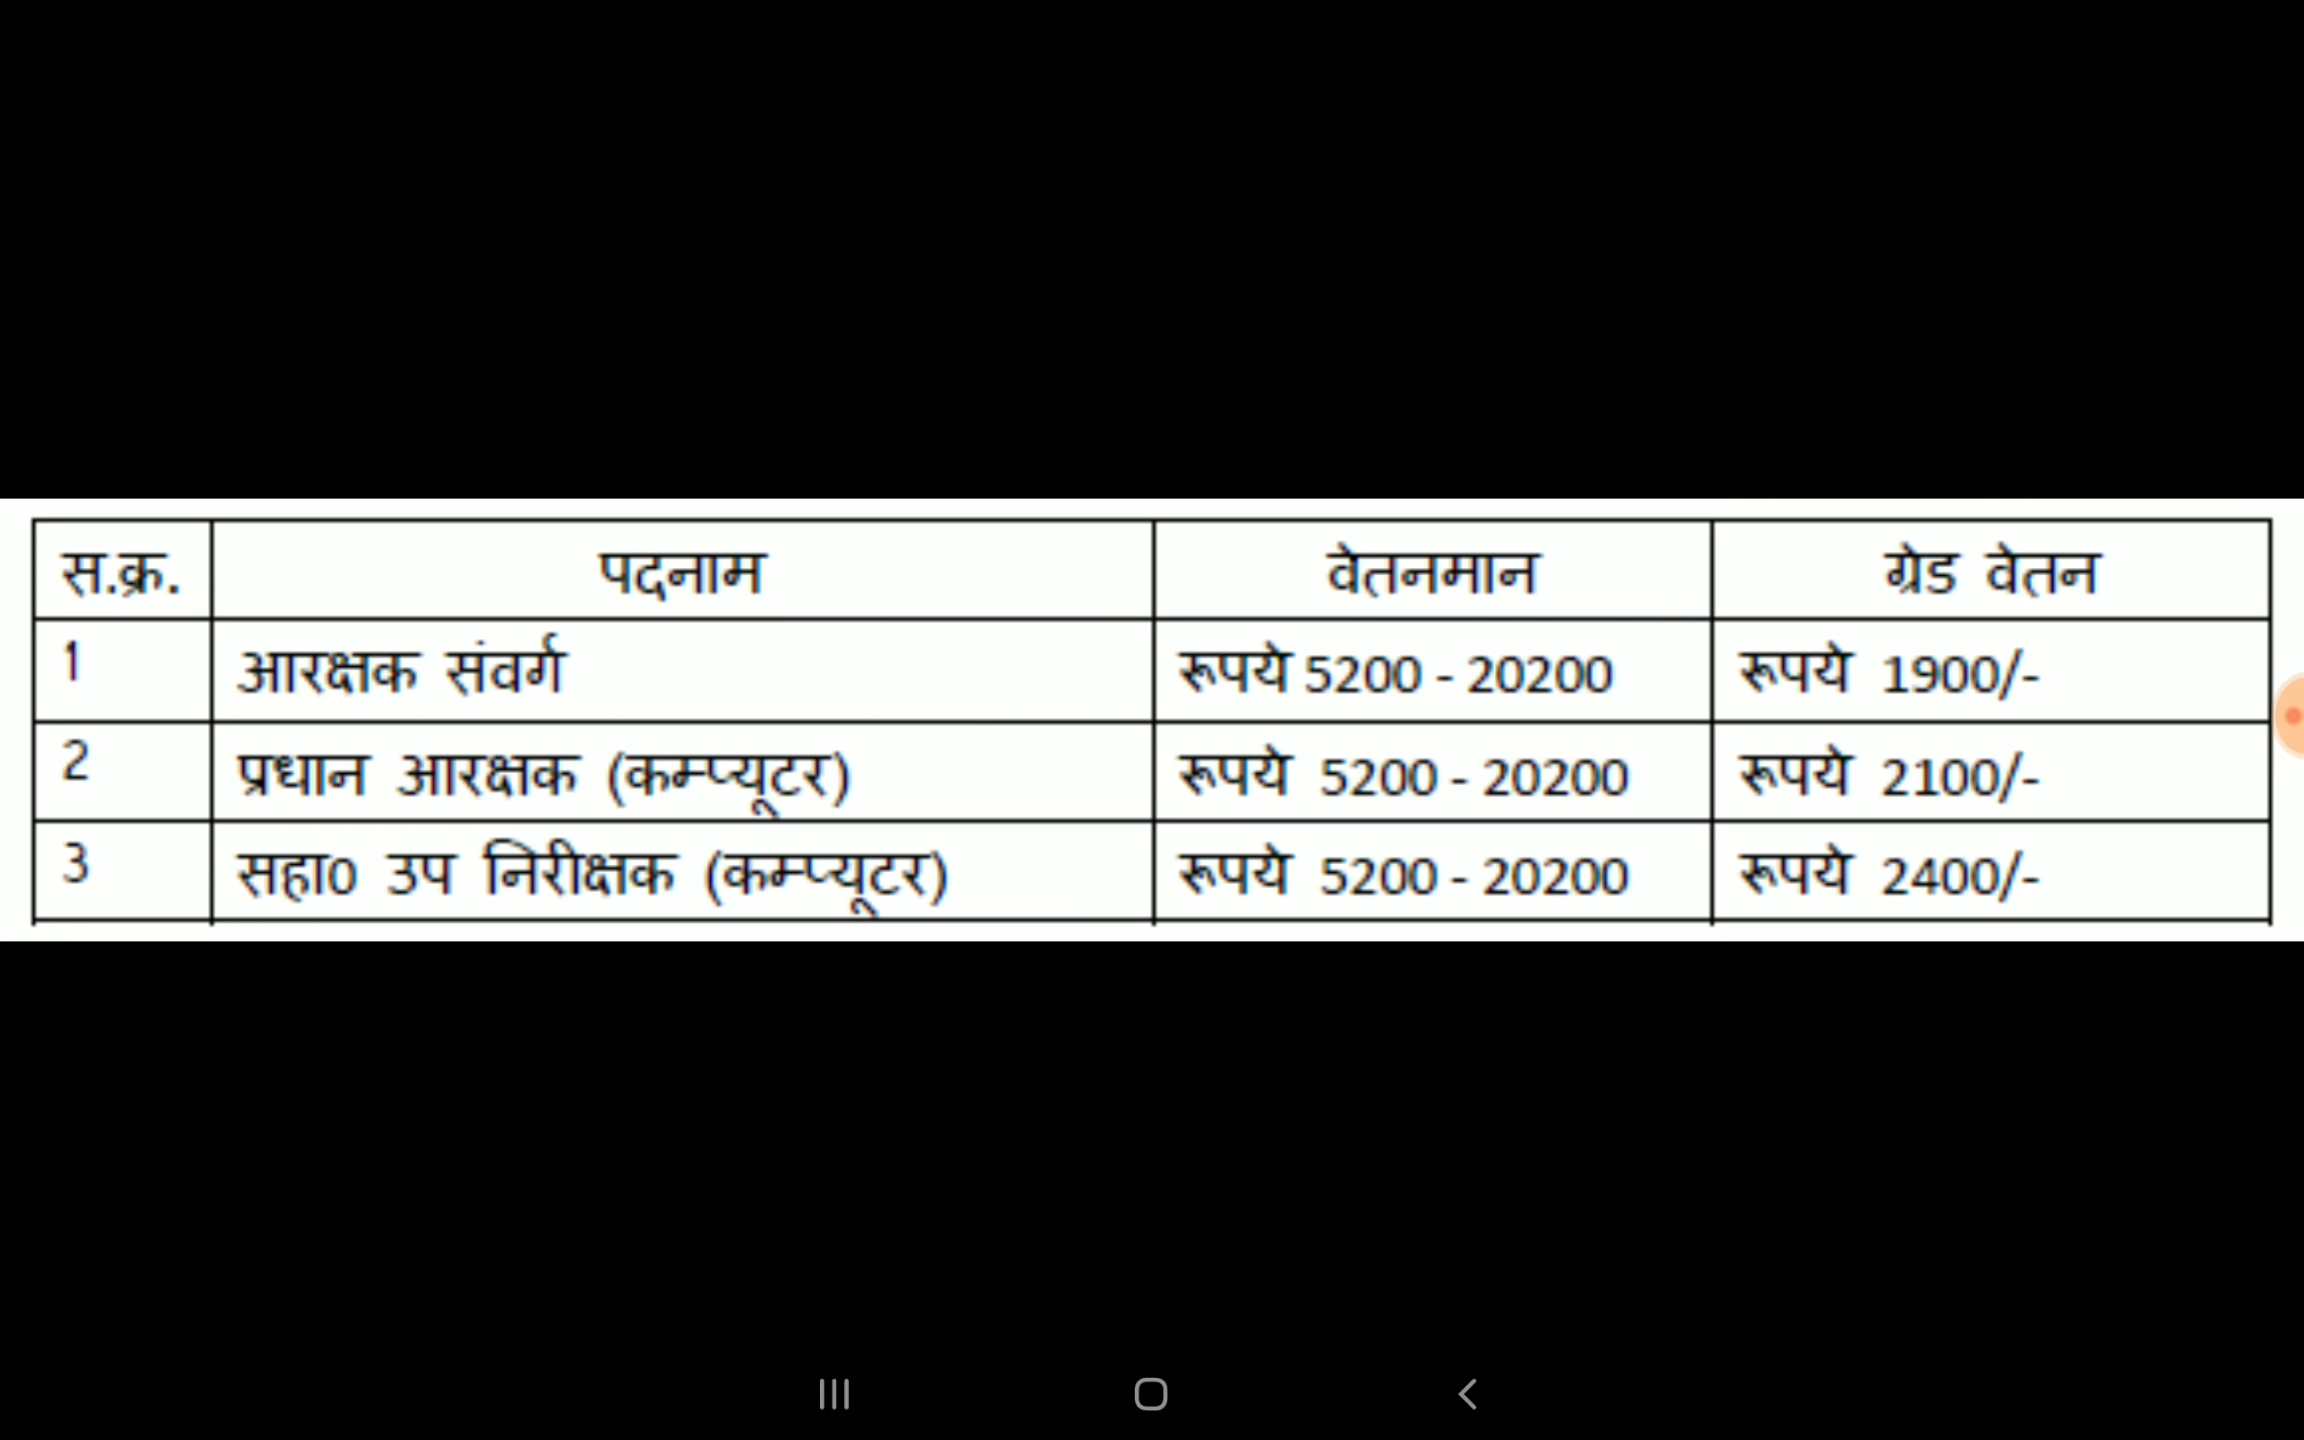 स.क्र. पदनाम वेतनमान ग्रेड वेतन
1 आरक्षक संवर्ग रूपये 5200 - 20200 रूपये 1900/-
2 प्रधान आरक्षक (कम्प्यूटर) रूपये 5200 - 20200 रूपये 2100/-
3 सहा0 उप निरीक्षक (कम्प्यूटर) रूपये 5200 - 20200 रूपये 2400/-